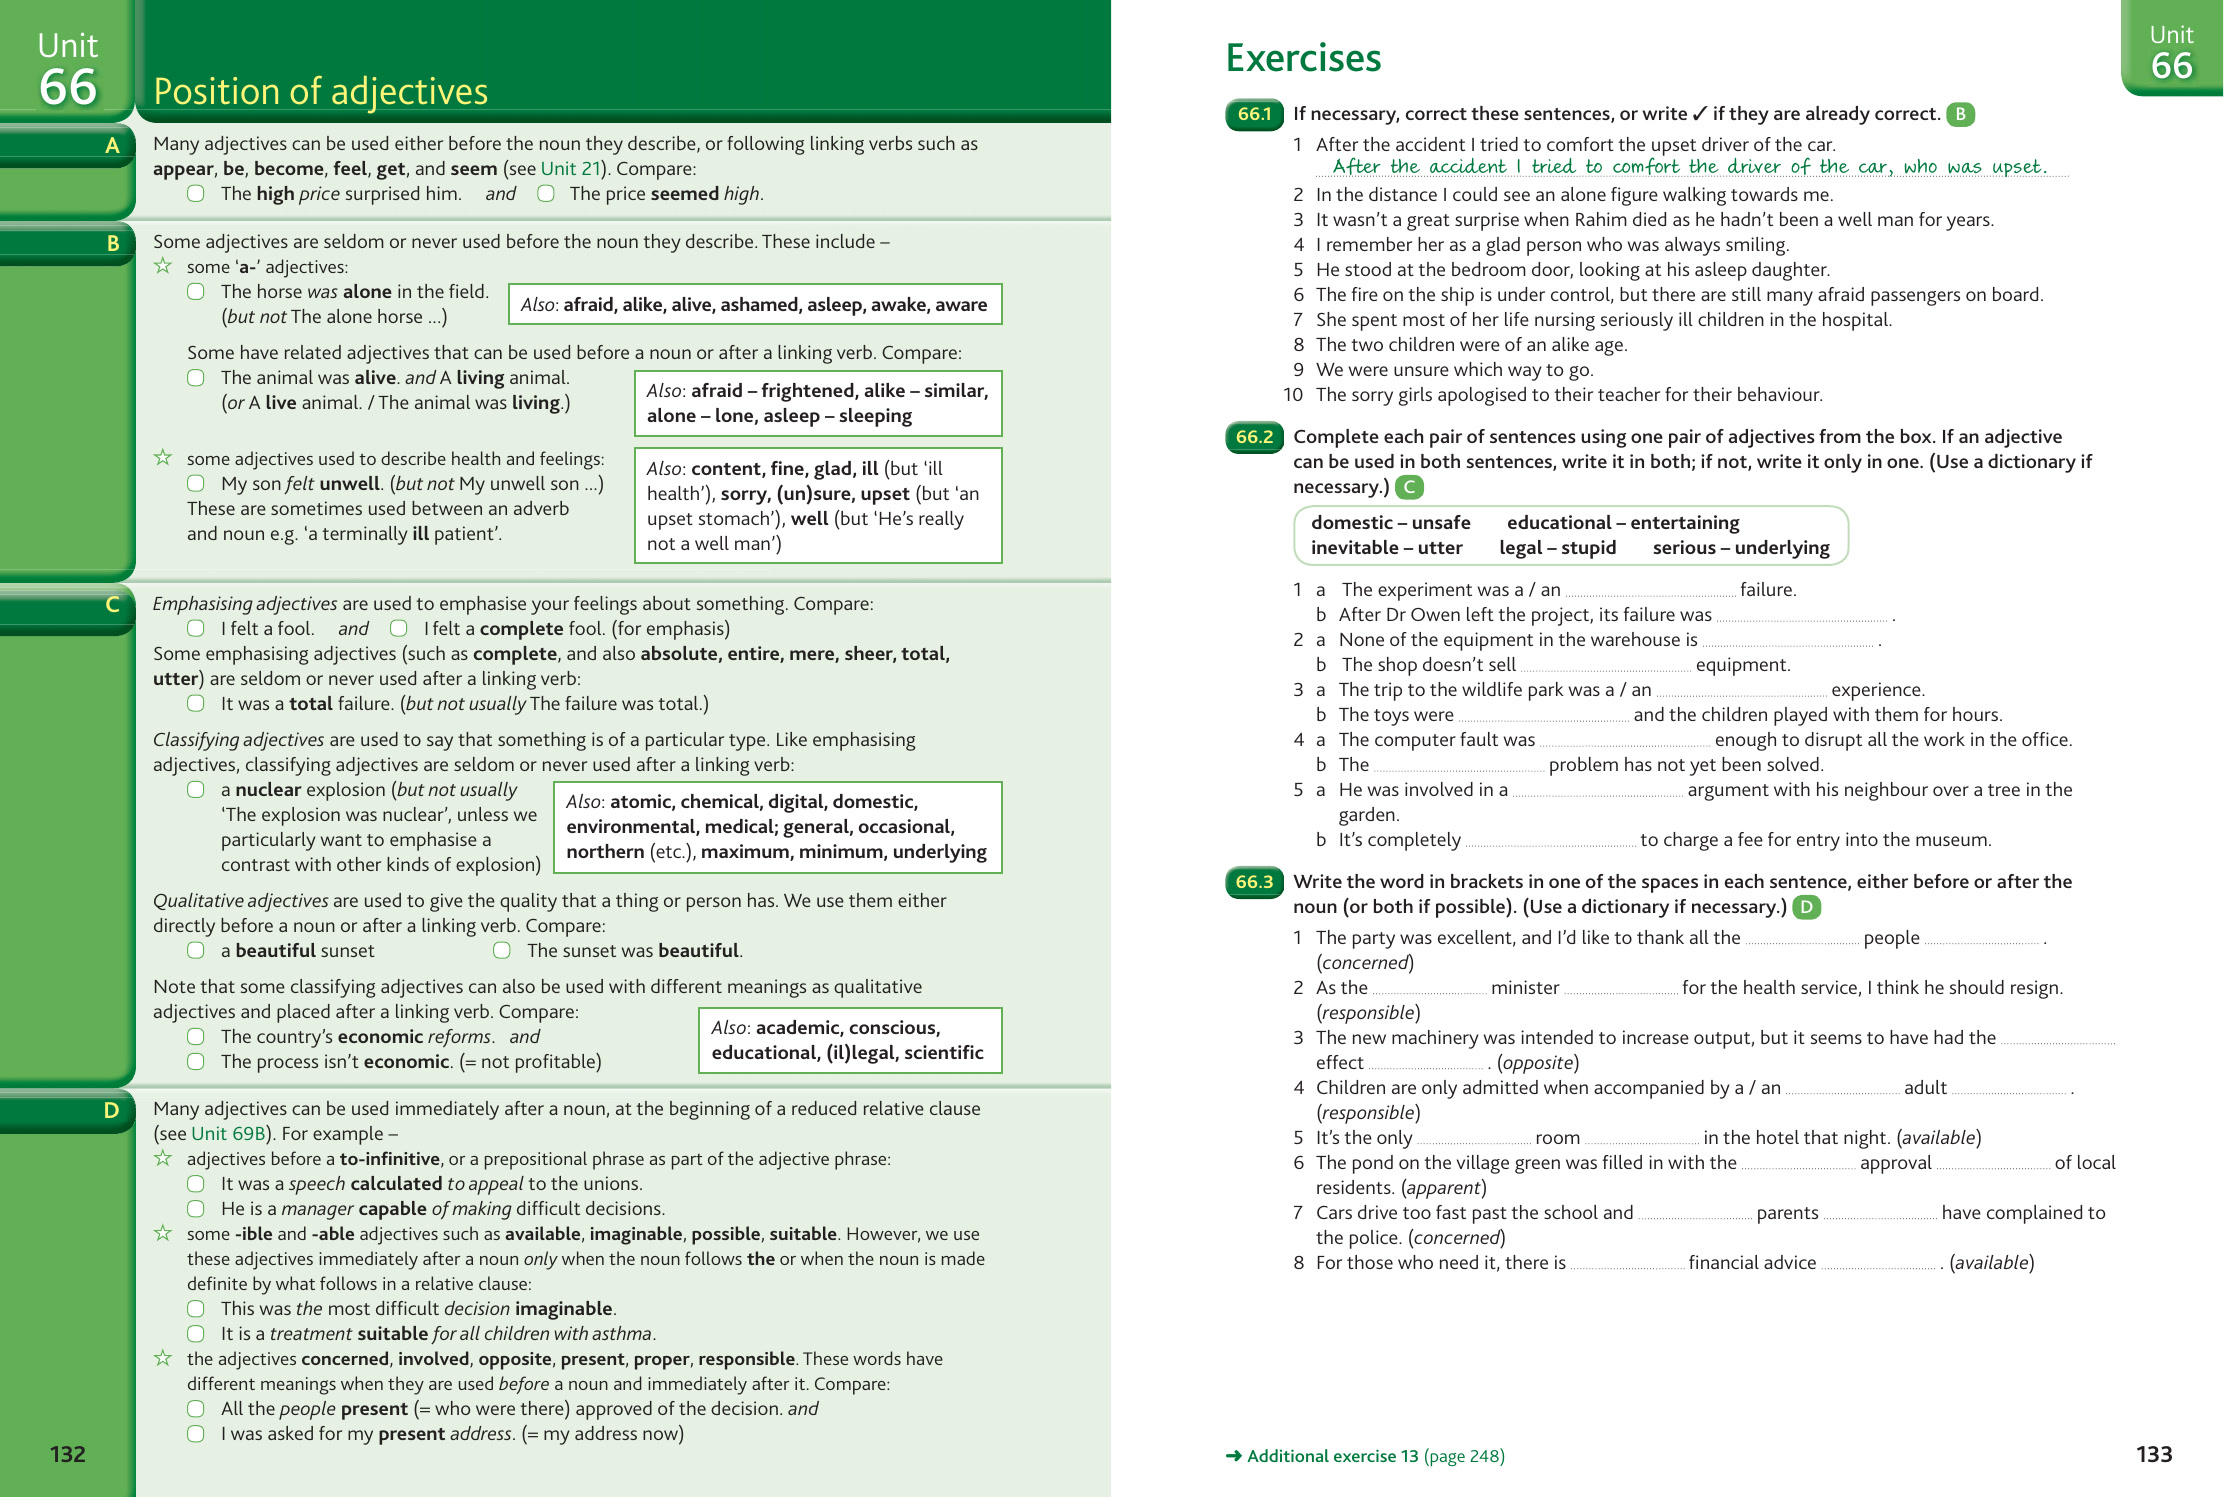 Unit
66
Position of adjectives
A
Many adjectives can be used either before the noun they describe, or following linking verbs such as
appear, be, become, feel, get, and seem (see Unit 21). Compare:
The high price surprised him. and The price seemed high.
B
Some adjectives are seldom or never used before the noun they describe. These include –
☆ some ‘a-’ adjectives:
The horse was alone in the field.
(but not The alone horse ...)
Also: afraid, alike, alive, ashamed, asleep, awake, aware
Some have related adjectives that can be used before a noun or after a linking verb. Compare:
The animal was alive. and A living animal.
(or A live animal. / The animal was living.)
Also: afraid – frightened, alike – similar,
alone – lone, asleep – sleeping
☆ some adjectives used to describe health and feelings:
My son felt unwell. (but not My unwell son ...)
These are sometimes used between an adverb
and noun e.g. ‘a terminally ill patient’.
Also: content, fine, glad, ill (but ‘ill
health’), sorry, (un)sure, upset (but ‘an
upset stomach’), well (but ‘He’s really
not a well man’)
C
Emphasising adjectives are used to emphasise your feelings about something. Compare:
I felt a fool. and I felt a complete fool. (for emphasis)
Some emphasising adjectives (such as complete, and also absolute, entire, mere, sheer, total,
utter) are seldom or never used after a linking verb:
It was a total failure. (but not usually The failure was total.)
Classifying adjectives are used to say that something is of a particular type. Like emphasising
adjectives, classifying adjectives are seldom or never used after a linking verb:
a nuclear explosion (but not usually
‘The explosion was nuclear’, unless we
particularly want to emphasise a
contrast with other kinds of explosion)
Also: atomic, chemical, digital, domestic,
environmental, medical; general, occasional,
northern (etc.), maximum, minimum, underlying
Qualitative adjectives are used to give the quality that a thing or person has. We use them either
directly before a noun or after a linking verb. Compare:
a beautiful sunset The sunset was beautiful.
Note that some classifying adjectives can also be used with different meanings as qualitative
adjectives and placed after a linking verb. Compare:
The country’s economic reforms. and
The process isn’t economic. (= not profitable)
Also: academic, conscious,
educational, (il)legal, scientific
D
Many adjectives can be used immediately after a noun, at the beginning of a reduced relative clause
(see Unit 69B). For example –
☆ adjectives before a to-infinitive, or a prepositional phrase as part of the adjective phrase:
It was a speech calculated to appeal to the unions.
He is a manager capable of making difficult decisions.
☆ some -ible and -able adjectives such as available, imaginable, possible, suitable. However, we use
these adjectives immediately after a noun only when the noun follows the or when the noun is made
definite by what follows in a relative clause:
This was the most difficult decision imaginable.
It is a treatment suitable for all children with asthma.
☆ the adjectives concerned, involved, opposite, present, proper, responsible. These words have
different meanings when they are used before a noun and immediately after it. Compare:
All the people present (= who were there) approved of the decision. and
I was asked for my present address. (= my address now)
132
Exercises
Unit
66
66.1 If necessary, correct these sentences, or write ✓ if they are already correct. B
1 After the accident I tried to comfort the upset driver of the car.
After the accident I tried to comfort the driver of the car, who was upset.
2 In the distance I could see an alone figure walking towards me.
3 It wasn’t a great surprise when Rahim died as he hadn’t been a well man for years.
4 I remember her as a glad person who was always smiling.
5 He stood at the bedroom door, looking at his asleep daughter.
6 The fire on the ship is under control, but there are still many afraid passengers on board.
7 She spent most of her life nursing seriously ill children in the hospital.
8 The two children were of an alike age.
9 We were unsure which way to go.
10 The sorry girls apologised to their teacher for their behaviour.
66.2 Complete each pair of sentences using one pair of adjectives from the box. If an adjective
can be used in both sentences, write it in both; if not, write it only in one. (Use a dictionary if
necessary.) C
domestic – unsafe educational – entertaining
inevitable – utter legal – stupid serious – underlying
1 a The experiment was a / an .......... failure.
b After Dr Owen left the project, its failure was .......... .
2 a None of the equipment in the warehouse is .......... .
b The shop doesn’t sell .......... equipment.
3 a The trip to the wildlife park was a / an .......... experience.
b The toys were .......... and the children played with them for hours.
4 a The computer fault was .......... enough to disrupt all the work in the office.
b The .......... problem has not yet been solved.
5 a He was involved in a .......... argument with his neighbour over a tree in the
garden.
b It’s completely .......... to charge a fee for entry into the museum.
66.3 Write the word in brackets in one of the spaces in each sentence, either before or after the
noun (or both if possible). (Use a dictionary if necessary.) D
1 The party was excellent, and I’d like to thank all the .......... people .......... .
(concerned)
2 As the .......... minister .......... for the health service, I think he should resign.
(responsible)
3 The new machinery was intended to increase output, but it seems to have had the ..........
effect .......... . (opposite)
4 Children are only admitted when accompanied by a / an .......... adult .......... .
(responsible)
5 It’s the only .......... room .......... in the hotel that night. (available)
6 The pond on the village green was filled in with the .......... approval .......... of local
residents. (apparent)
7 Cars drive too fast past the school and .......... parents .......... have complained to
the police. (concerned)
8 For those who need it, there is .......... financial advice .......... . (available)
➜ Additional exercise 13 (page 248)
133